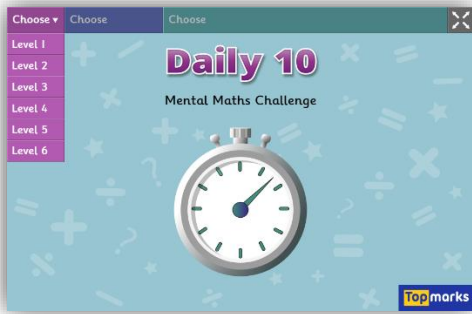 Choose ▾ Choose Choose
Level 1
Level 2
Level 3
Level 4
Level 5
Level 6
Daily 10
Mental Maths Challenge
Topmarks